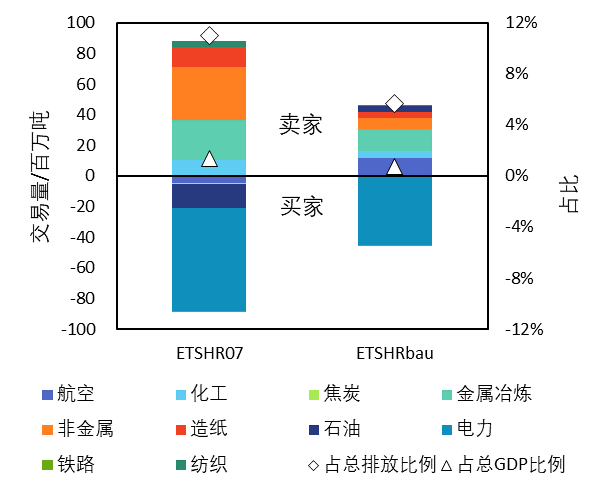 100 12%
80
8%
60
40 4%
20
0 0%
-20
-40 -4%
-60
-8%
-80
-100 -12%
交易量/百万吨
占比
卖家
买家
ETSHR07 ETSHRbau
航空 化工 焦炭 金属冶炼
非金属 造纸 石油 电力
铁路 纺织 占总排放比例 占总GDP比例